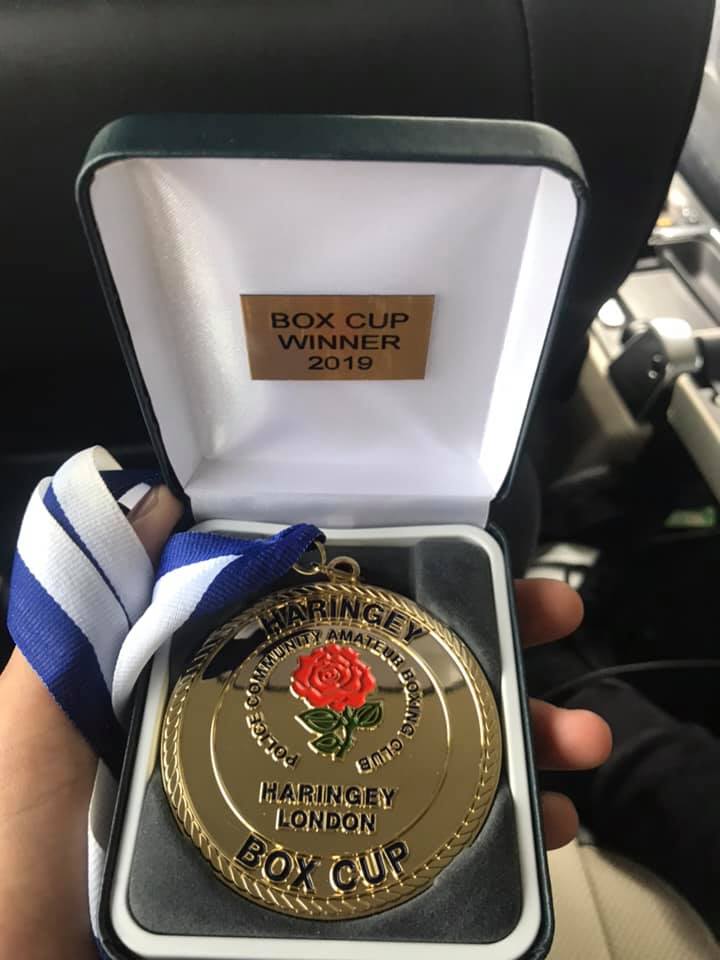 BOX CUP
WINNER
2019
HARINGEY
POLICE COMMUNITY AMATEUR BOXING CLUB
HARINGEY
LONDON
BOX CUP